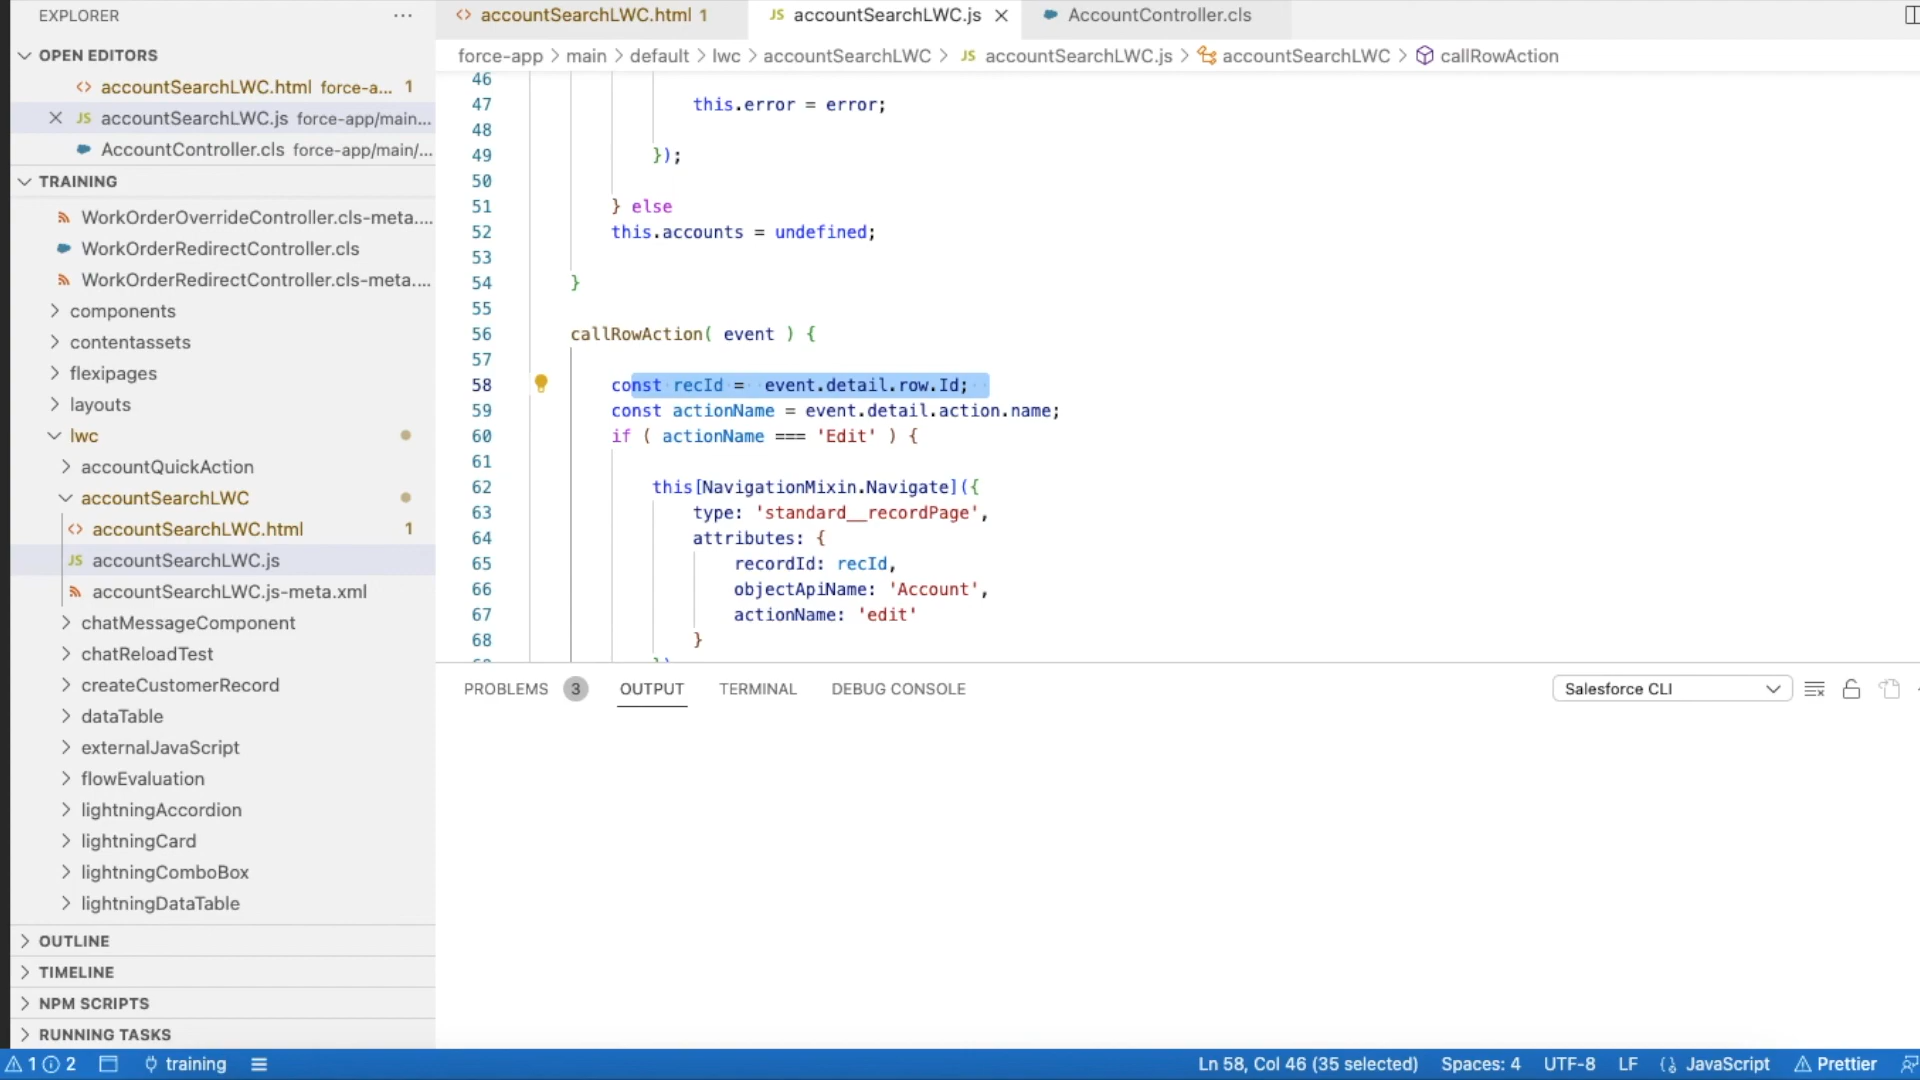 EXPLORER ...
OPEN EDITORS
<> accountSearchLWC.html force-a... 1
JS accountSearchLWC.js force-app/main...
AccountController.cls force-app/main/...
TRAINING
WorkOrderOverrideController.cls-meta....
WorkOrderRedirectController.cls
WorkOrderRedirectController.cls-meta....
components
contentassets
flexipages
layouts
lwc
accountQuickAction
accountSearchLWC
<> accountSearchLWC.html 1
JS accountSearchLWC.js
accountSearchLWC.js-meta.xml
chatMessageComponent
chatReloadTest
createCustomerRecord
dataTable
externalJavaScript
flowEvaluation
lightningAccordion
lightningCard
lightningComboBox
lightningDataTable
OUTLINE
TIMELINE
NPM SCRIPTS
RUNNING TASKS
<> accountSearchLWC.html 1 JS accountSearchLWC.js AccountController.cls
force-app > main > default > lwc > accountSearchLWC > JS accountSearchLWC.js > accountSearchLWC > callRowAction
46
47 this.error = error;
48
49 });
50
51 } else
52 this.accounts = undefined;
53
54 }
55
56 callRowAction( event ) {
57
58 const recId = event.detail.row.Id;
59 const actionName = event.detail.action.name;
60 if ( actionName === 'Edit' ) {
61
62 this[NavigationMixin.Navigate]({
63 type: 'standard__recordPage',
64 attributes: {
65 recordId: recId,
66 objectApiName: 'Account',
67 actionName: 'edit'
68 }
PROBLEMS 3 OUTPUT TERMINAL DEBUG CONSOLE Salesforce CLI
1 2 training Ln 58, Col 46 (35 selected) Spaces: 4 UTF-8 LF {} JavaScript Prettier